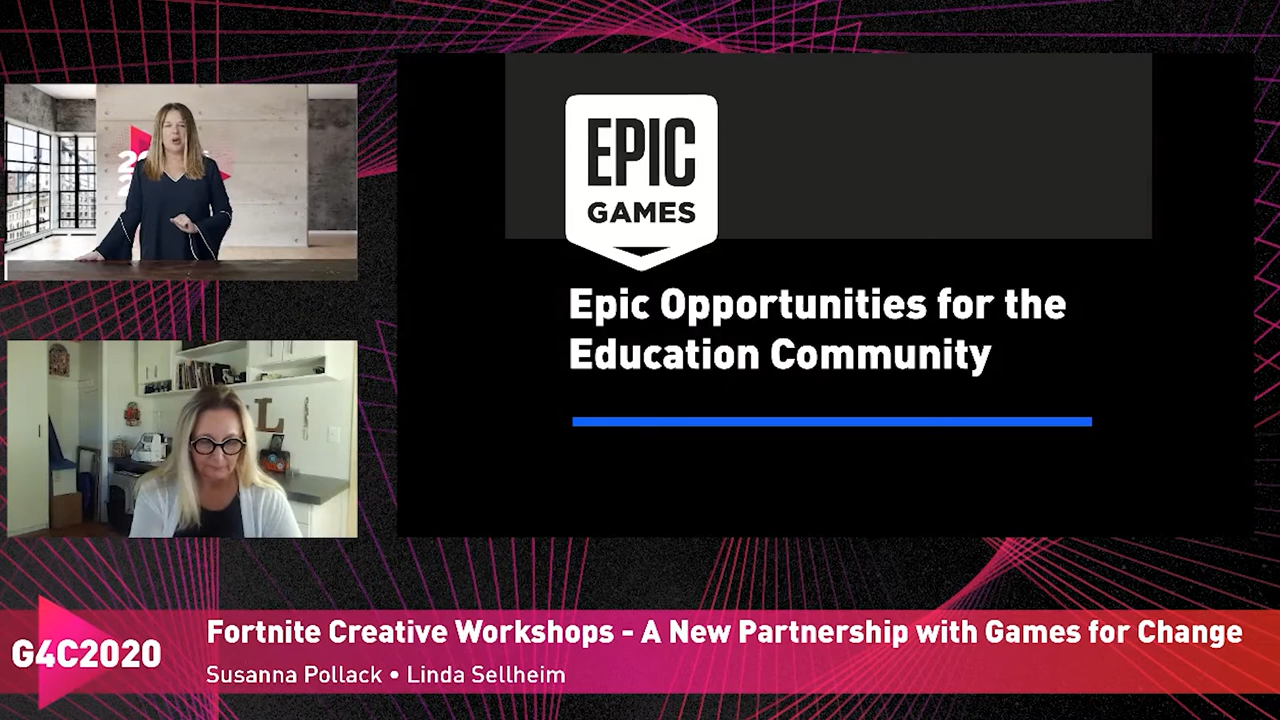 EPIC
GAMES
Epic Opportunities for the
Education Community
L
Fortnite Creative Workshops - A New Partnership with Games for Change
G4C2020
Susanna Pollack • Linda Sellheim